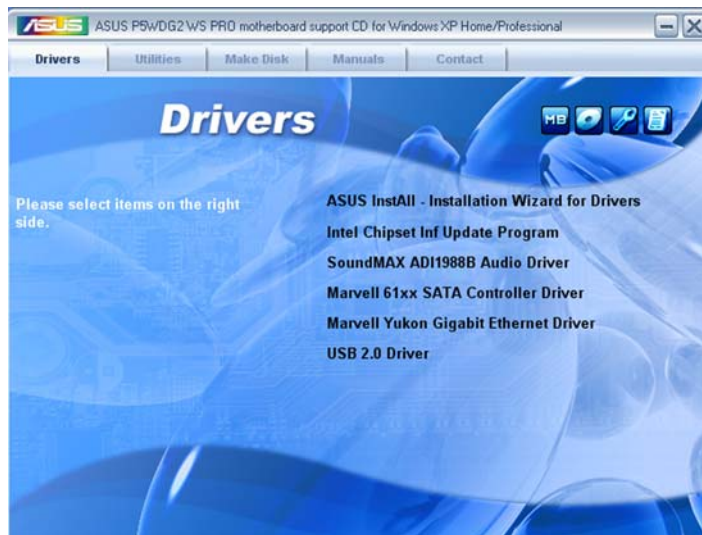 ASUS ASUS P5WDG2 WS PRO motherboard support CD for Windows XP Home/Professional
Drivers Utilities Make Disk Manuals Contact
Drivers
MB
Please select items on the right
side.
ASUS InstAll - Installation Wizard for Drivers
Intel Chipset Inf Update Program
SoundMAX ADI1988B Audio Driver
Marvell 61xx SATA Controller Driver
Marvell Yukon Gigabit Ethernet Driver
USB 2.0 Driver